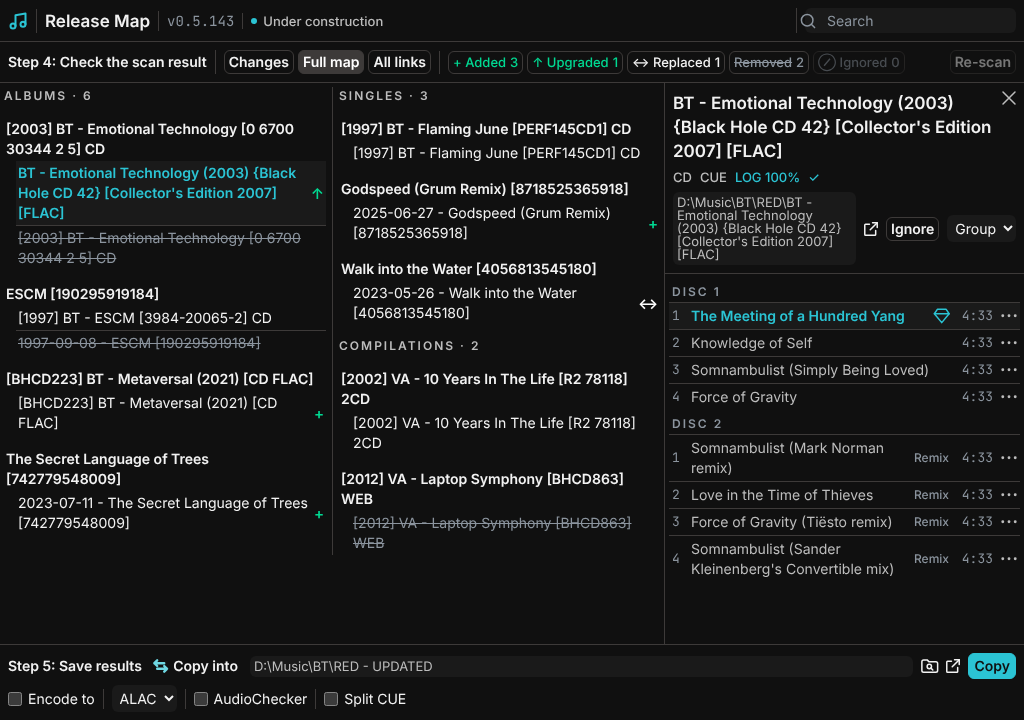 Release Map v0.5.143 Under construction Search
Step 4: Check the scan result Changes Full map All links + Added 3 ↑ Upgraded 1 ↔ Replaced 1 Removed 2 Ignored 0 Re-scan
ALBUMS · 6
[2003] BT - Emotional Technology [0 6700
30344 2 5] CD
BT - Emotional Technology (2003) {Black
Hole CD 42} [Collector's Edition 2007]
[FLAC] ↑
[2003] BT - Emotional Technology [0 6700
30344 2 5] CD
ESCM [190295919184]
[1997] BT - ESCM [3984-20065-2] CD
1997-09-08 - ESCM [190295919184]
[BHCD223] BT - Metaversal (2021) [CD FLAC]
[BHCD223] BT - Metaversal (2021) [CD
FLAC] +
The Secret Language of Trees
[742779548009]
2023-07-11 - The Secret Language of Trees
[742779548009] +
SINGLES · 3
[1997] BT - Flaming June [PERF145CD1] CD
[1997] BT - Flaming June [PERF145CD1] CD
Godspeed (Grum Remix) [8718525365918]
2025-06-27 - Godspeed (Grum Remix)
[8718525365918] +
Walk into the Water [4056813545180]
2023-05-26 - Walk into the Water
[4056813545180] ↔
COMPILATIONS · 2
[2002] VA - 10 Years In The Life [R2 78118]
2CD
[2002] VA - 10 Years In The Life [R2 78118]
2CD
[2012] VA - Laptop Symphony [BHCD863]
WEB
[2012] VA - Laptop Symphony [BHCD863]
WEB
BT - Emotional Technology (2003)
{Black Hole CD 42} [Collector's Edition
2007] [FLAC]
CD CUE LOG 100% ✓
D:\Music\BT\RED\BT -
Emotional Technology
(2003) {Black Hole CD 42}
[Collector's Edition 2007]
[FLAC]
Ignore Group
DISC 1
1 The Meeting of a Hundred Yang 4:33 ···
2 Knowledge of Self 4:33 ···
3 Somnambulist (Simply Being Loved) 4:33 ···
4 Force of Gravity 4:33 ···
DISC 2
1 Somnambulist (Mark Norman
remix) Remix 4:33 ···
2 Love in the Time of Thieves Remix 4:33 ···
3 Force of Gravity (Tiësto remix) Remix 4:33 ···
4 Somnambulist (Sander
Kleinenberg's Convertible mix) Remix 4:33 ···
Step 5: Save results Copy into D:\Music\BT\RED - UPDATED Copy
Encode to ALAC AudioChecker Split CUE